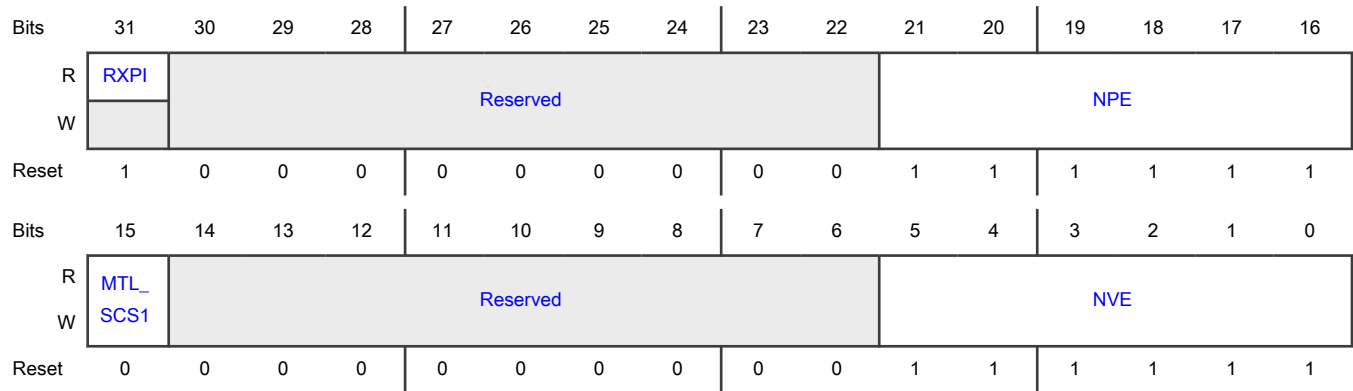 Bits 31 30 29 28 27 26 25 24 23 22 21 20 19 18 17 16
R RXPI Reserved NPE
W
Reset 1 0 0 0 0 0 0 0 0 0 1 1 1 1 1 1
Bits 15 14 13 12 11 10 9 8 7 6 5 4 3 2 1 0
R MTL_ Reserved NVE
W SCS1
Reset 0 0 0 0 0 0 0 0 0 0 1 1 1 1 1 1